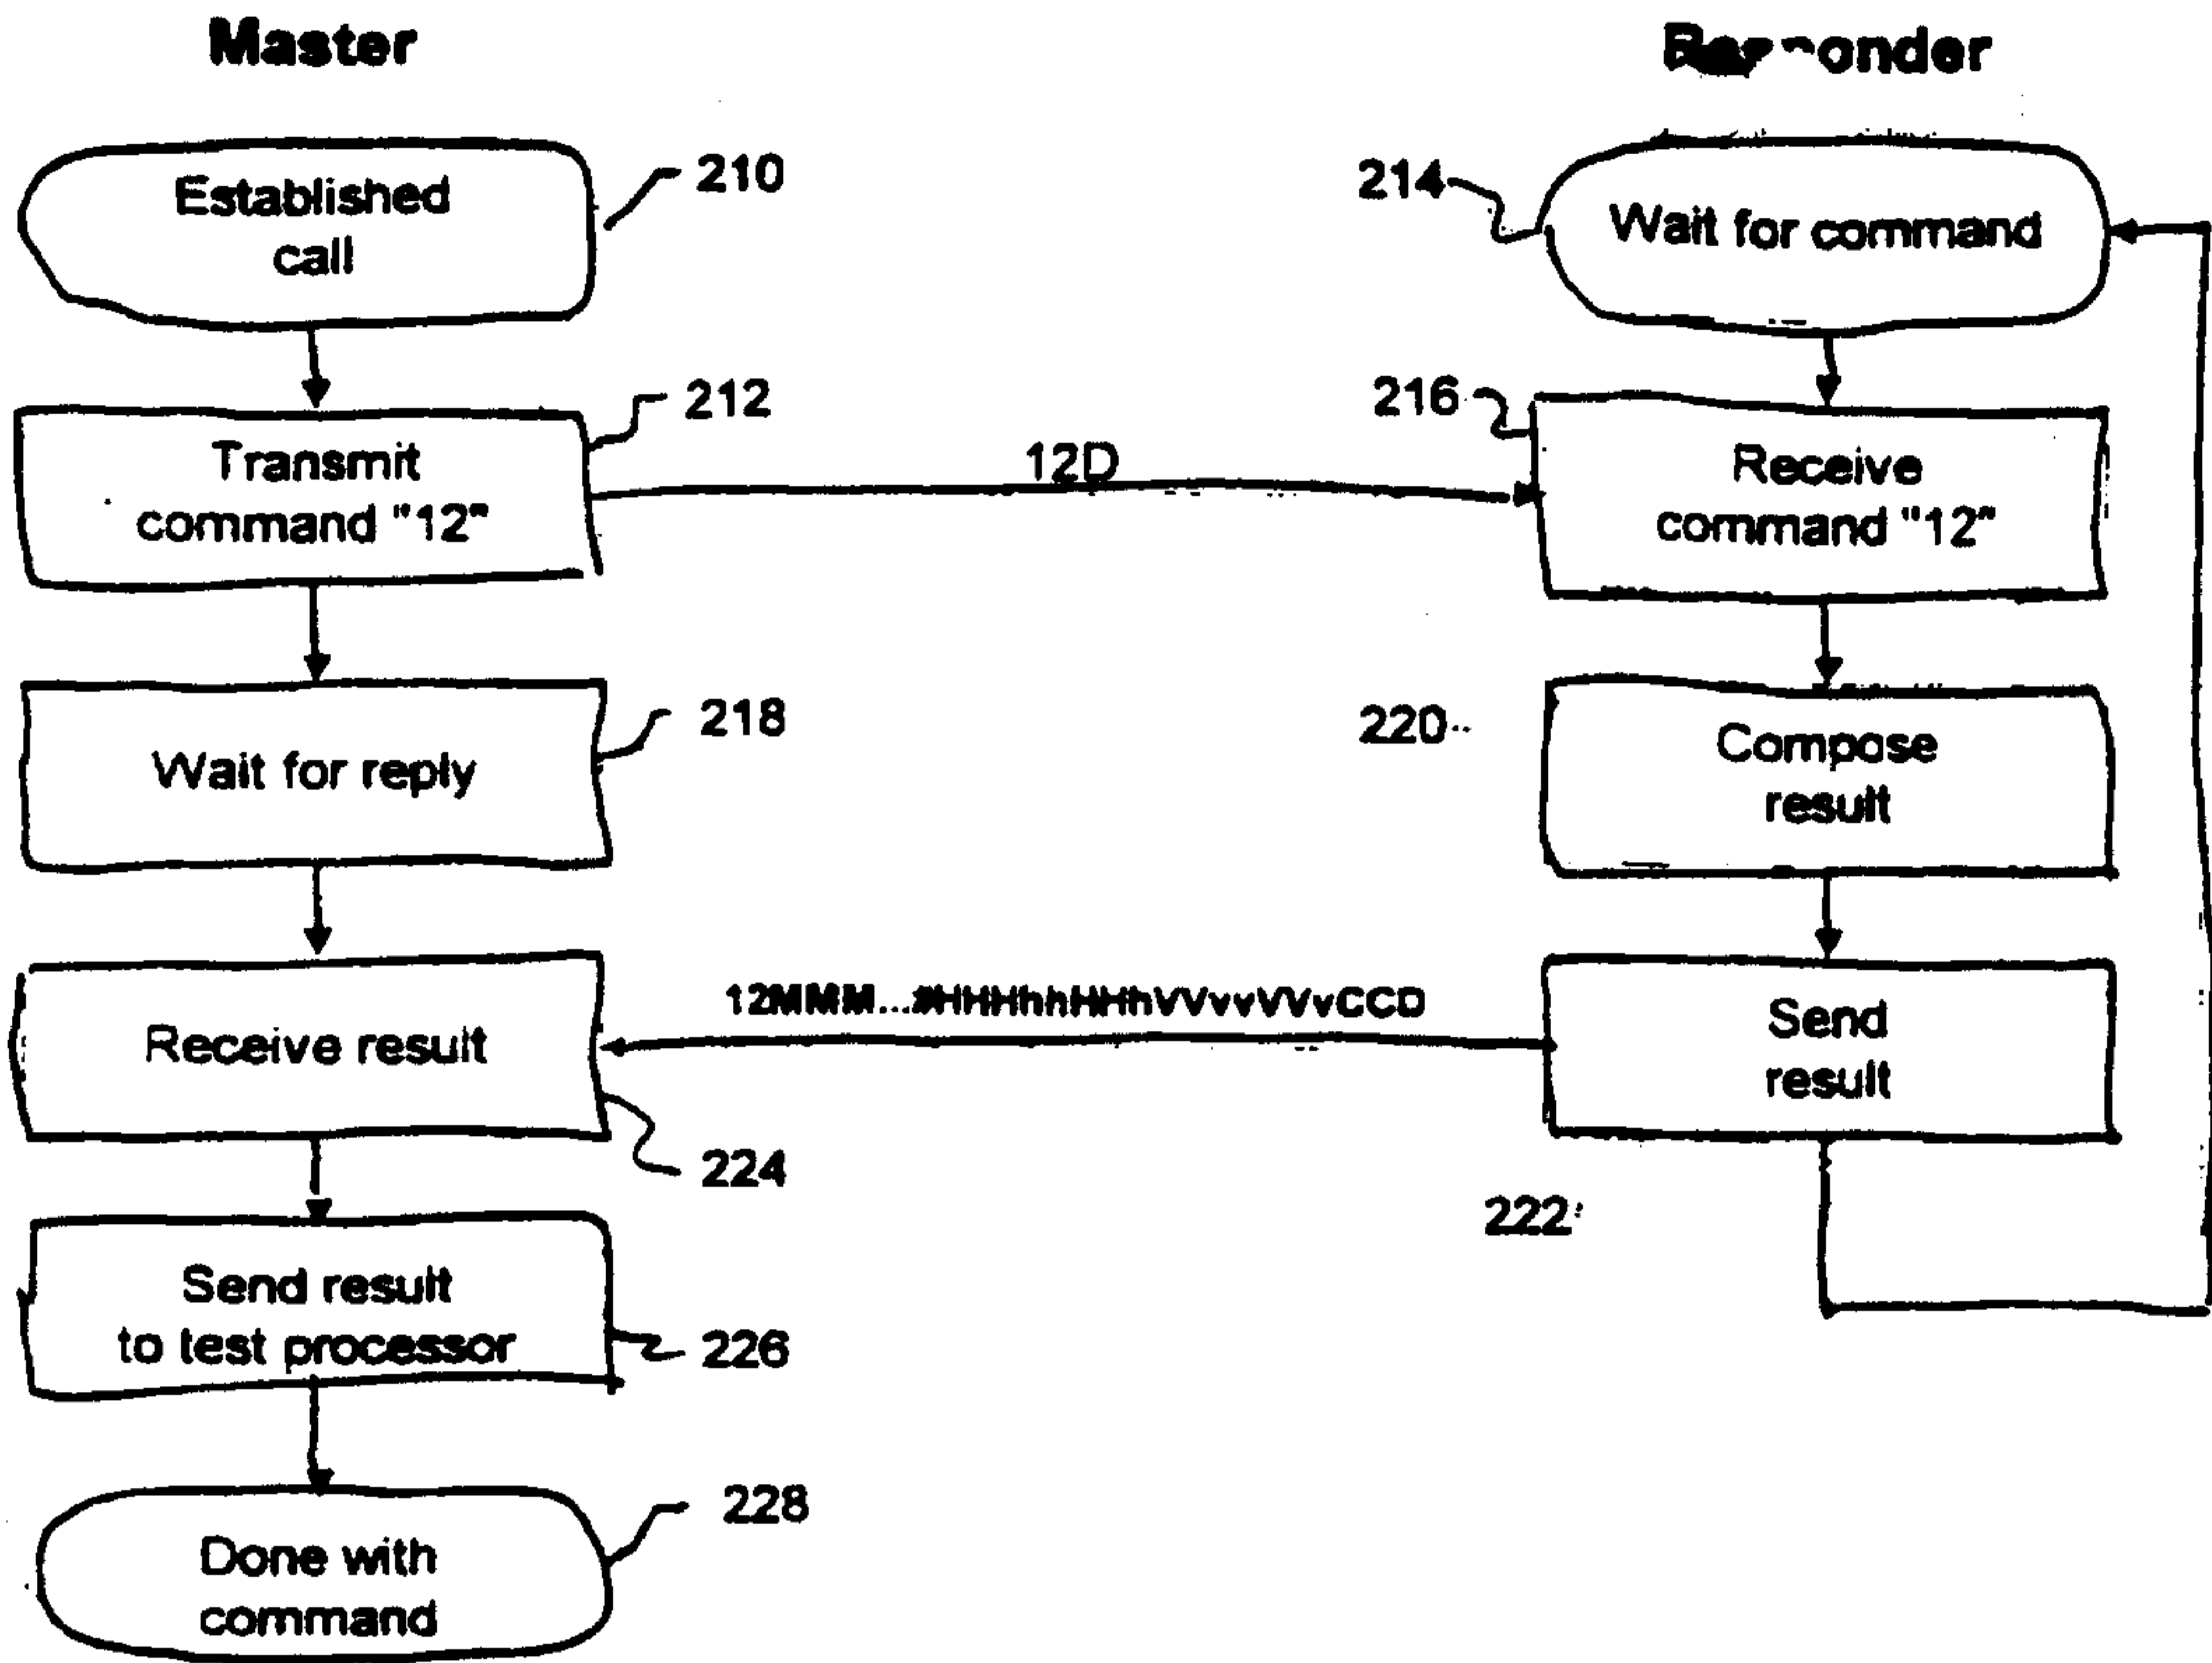 Master
Established
call
210
Transmit
command "12"
212
12D
Wait for reply
218
Receive result
224
Send result
to test processor
226
Done with
command
228
214
Wait for command
216
Receive
command "12"
220
Compose
result
Send
result
222